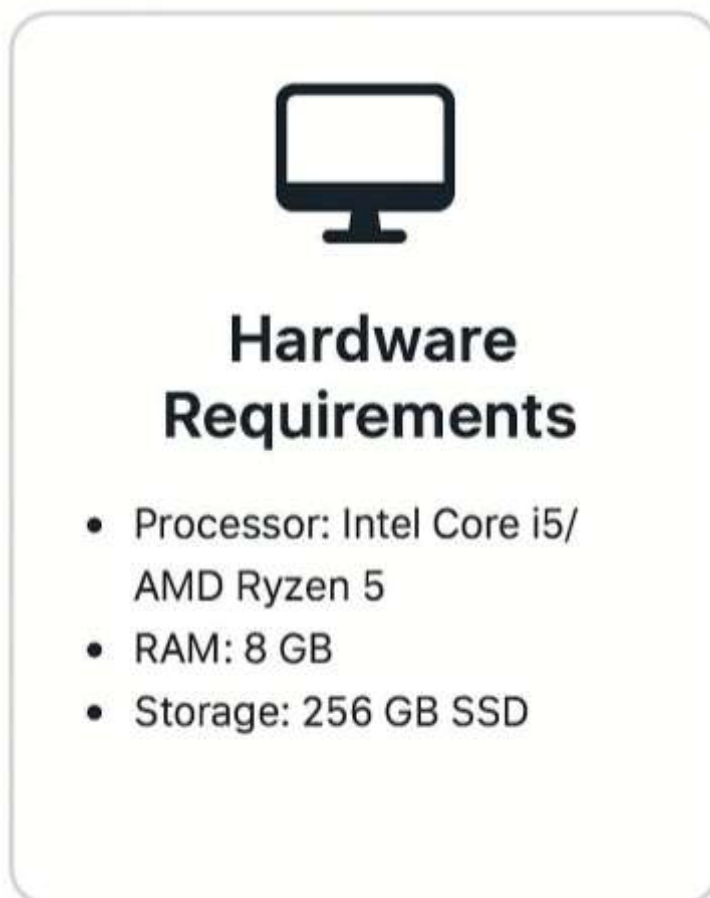 Hardware
Requirements
• Processor: Intel Core i5/
AMD Ryzen 5
• RAM: 8 GB
• Storage: 256 GB SSD